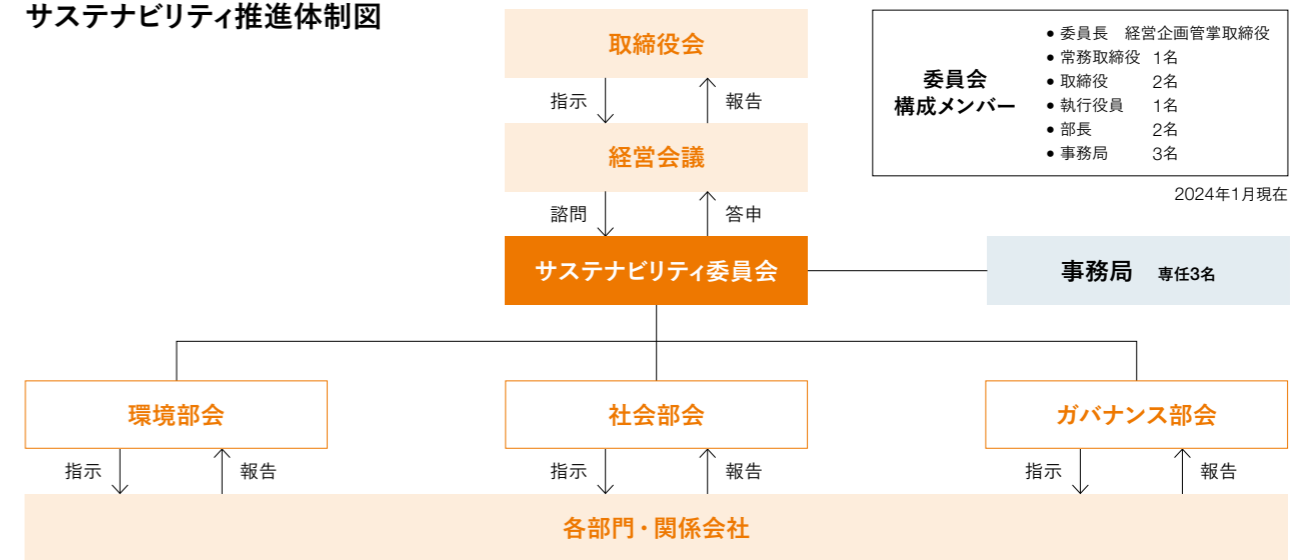 サステナビリティ推進体制図
取締役会
指示
報告
経営会議
諮問
答申
サステナビリティ委員会
委員会
構成メンバー
● 委員長 経営企画管掌取締役
● 常務取締役 1名
● 取締役 2名
● 執行役員 1名
● 部長 2名
● 事務局 3名
2024年1月現在
事務局 専任3名
環境部会
社会部会
ガバナンス部会
指示
報告
指示
報告
指示
報告
各部門・関係会社